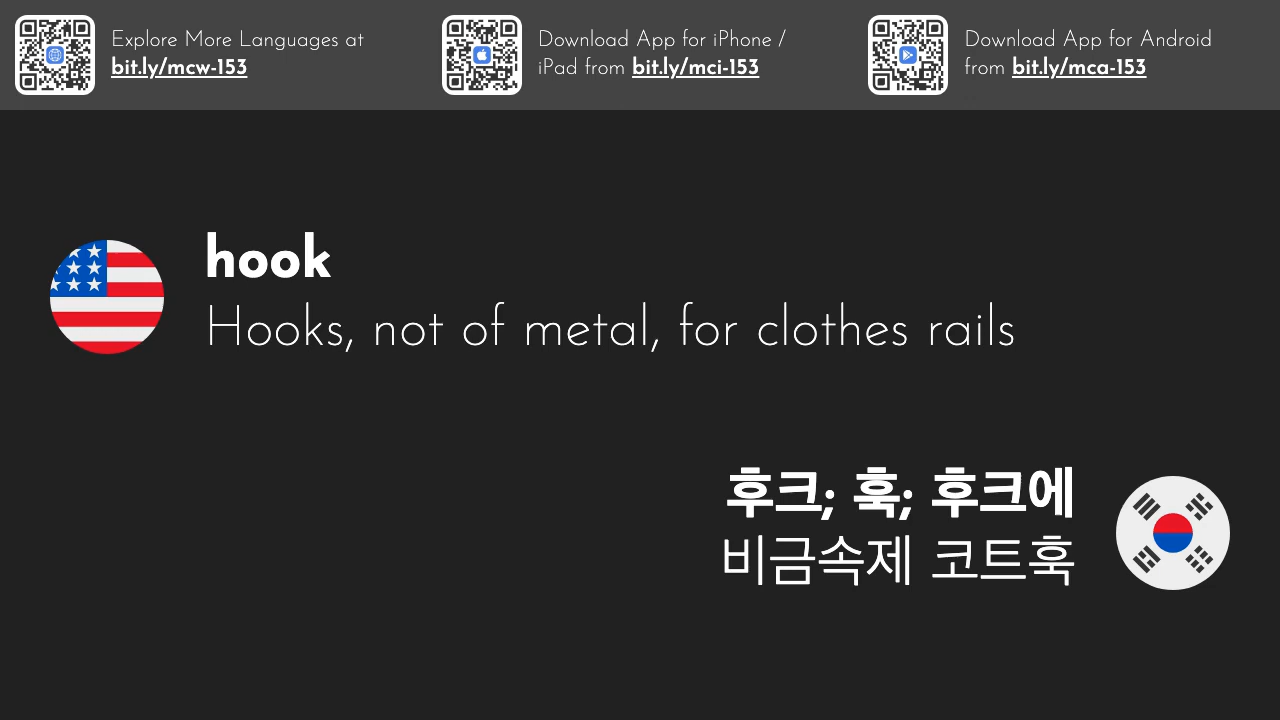 Explore More Languages at
bit.ly/mcw-153
Download App for iPhone /
iPad from bit.ly/mci-153
Download App for Android
from bit.ly/mca-153
hook
Hooks, not of metal, for clothes rails
후크; 훅; 후크에
비금속제 코트훅